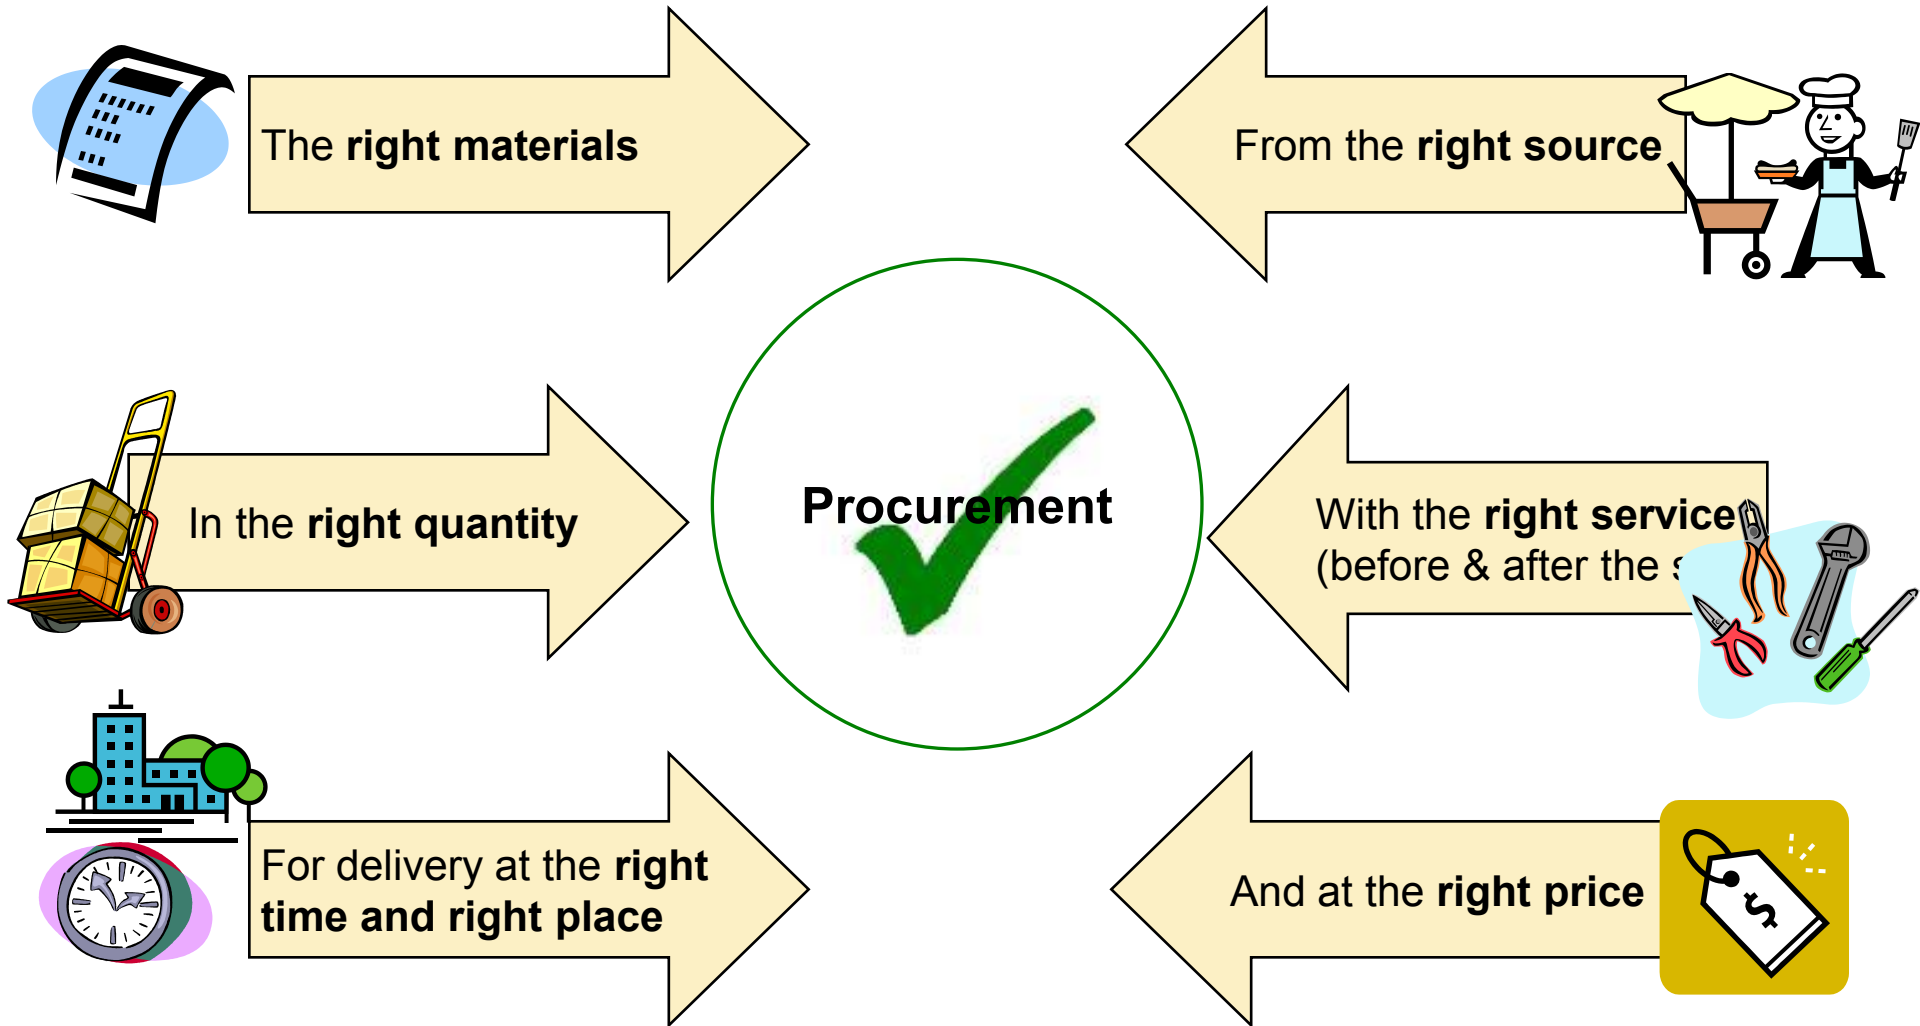 The right materials
From the right source
In the right quantity
Procurement
With the right service
(before & after the
For delivery at the right
time and right place
And at the right price
$